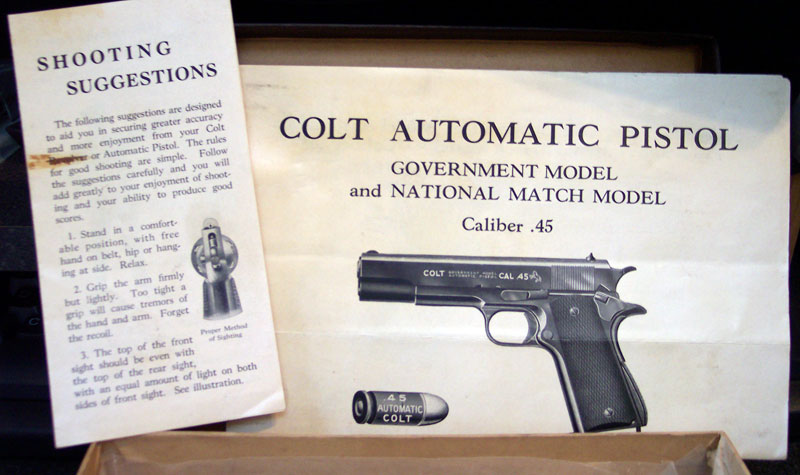 SHOOTING
SUGGESTIONS
The following suggestions are designed
to aid you in securing greater accuracy
and more enjoyment from your Colt
or Automatic Pistol. The rules
for good shooting are simple. Follow
the suggestions carefully and you will
add greatly to your enjoyment of shoot-
ing and your ability to produce good
scores.
1. Stand in a comfort-
able position, with free
hand on belt, hip or hang-
ing at side. Relax.
2. Grip the arm firmly
but lightly. Too tight a
grip will cause tremors of
the hand and arm. Forget
the recoil.
Proper Method
of Sighting
3. The top of the front
sight should be even with
the top of the rear sight,
with an equal amount of light on both
sides of front sight. See illustration.
COLT AUTOMATIC PISTOL
GOVERNMENT MODEL
and NATIONAL MATCH MODEL
Caliber .45
COLT GOVERNMENT MODEL AUTOMATIC PISTOL CAL .45
.45
AUTOMATIC
COLT